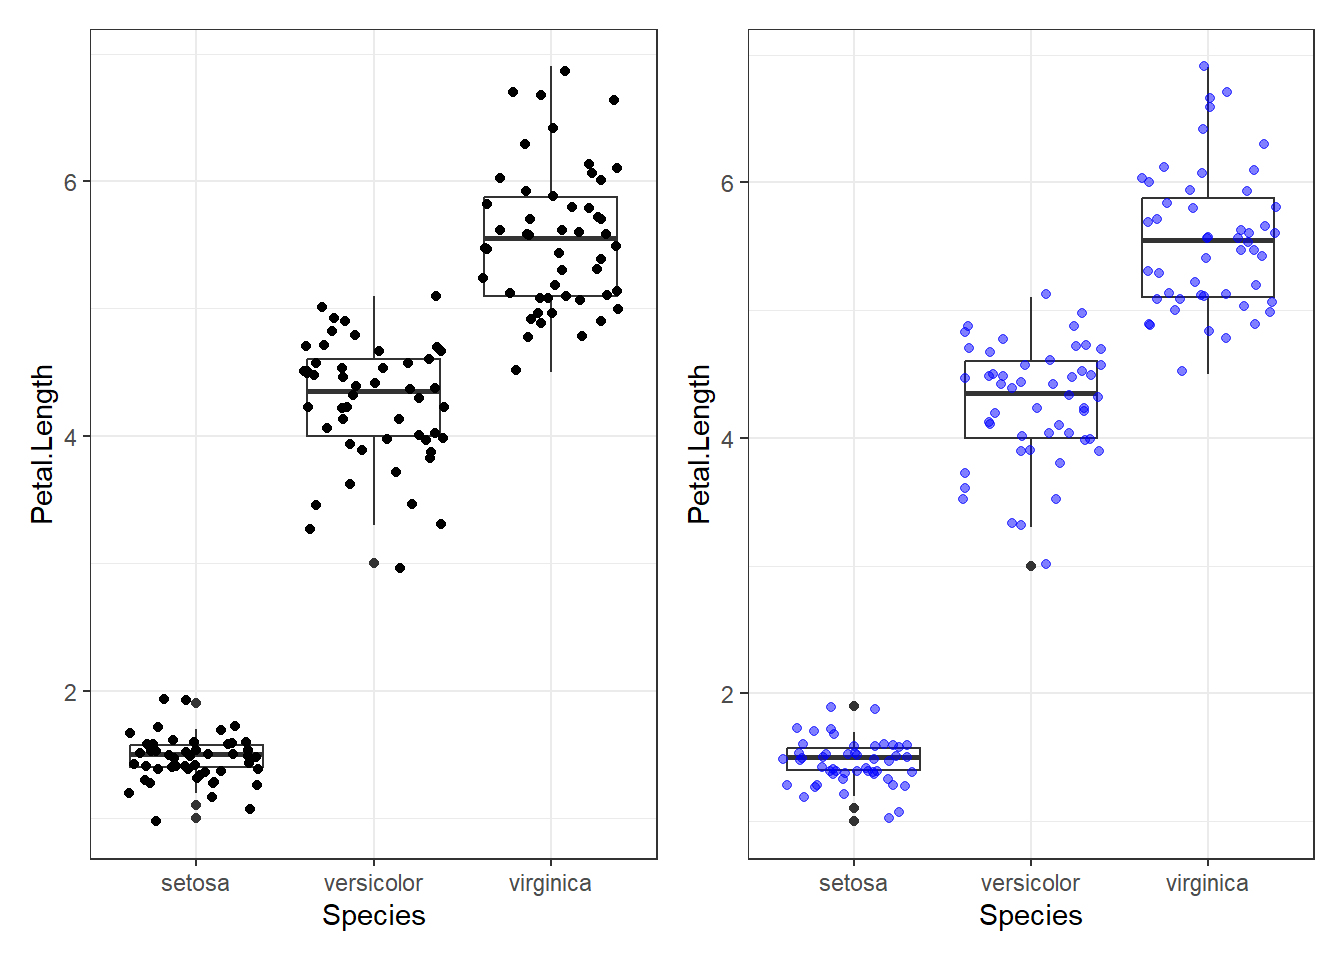 Petal.Length
6
4
2
setosa versicolor virginica
Species
Petal.Length
6
4
2
setosa versicolor virginica
Species